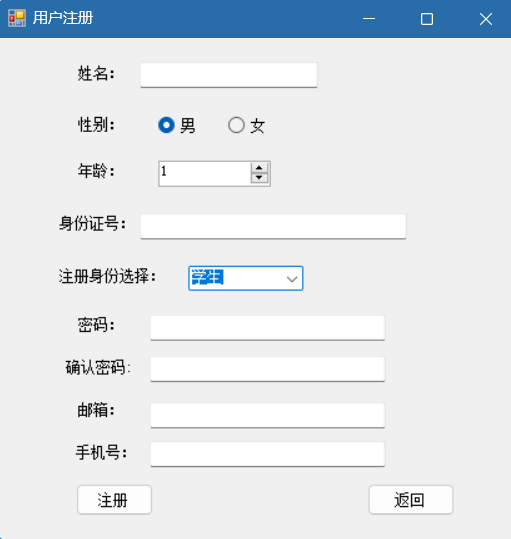 用户注册
姓名：
性别： 男 女
年龄： 1
身份证号：
注册身份选择： 学生
密码：
确认密码:
邮箱：
手机号：
注册 返回